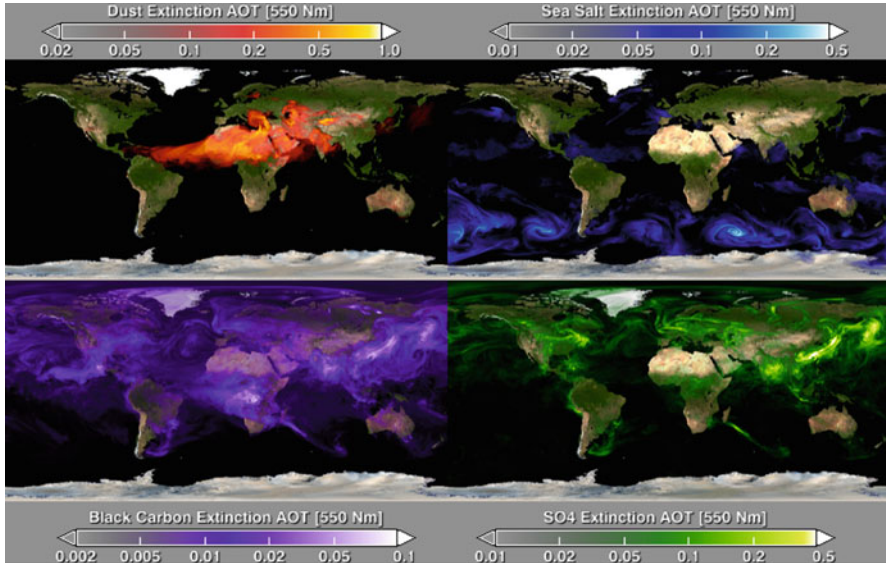 Dust Extinction AOT [550 Nm]
0.02 0.05 0.1 0.2 0.5 1.0
Sea Salt Extinction AOT [550 Nm]
0.01 0.02 0.05 0.1 0.2 0.5
Black Carbon Extinction AOT [550 Nm]
0.002 0.005 0.01 0.02 0.05 0.1
SO4 Extinction AOT [550 Nm]
0.01 0.02 0.05 0.1 0.2 0.5